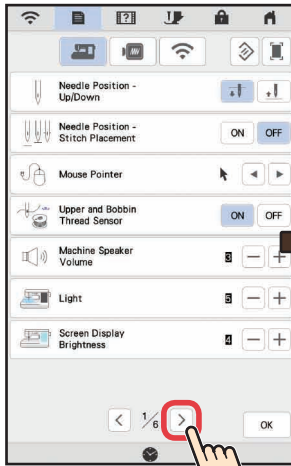 Needle Position -
Up/Down
Needle Position -
Stitch Placement
ON OFF
Mouse Pointer
Upper and Bobbin
Thread Sensor
ON OFF
Machine Speaker
Volume
3 − +
Light
5 − +
Screen Display
Brightness
4 − +
< 1/6 >
OK